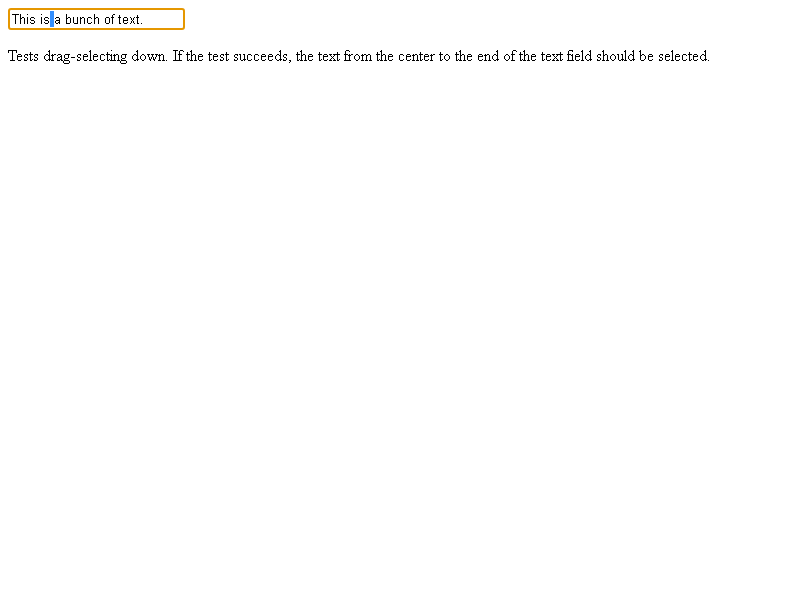 This is a bunch of text.
Tests drag-selecting down. If the test succeeds, the text from the center to the end of the text field should be selected.